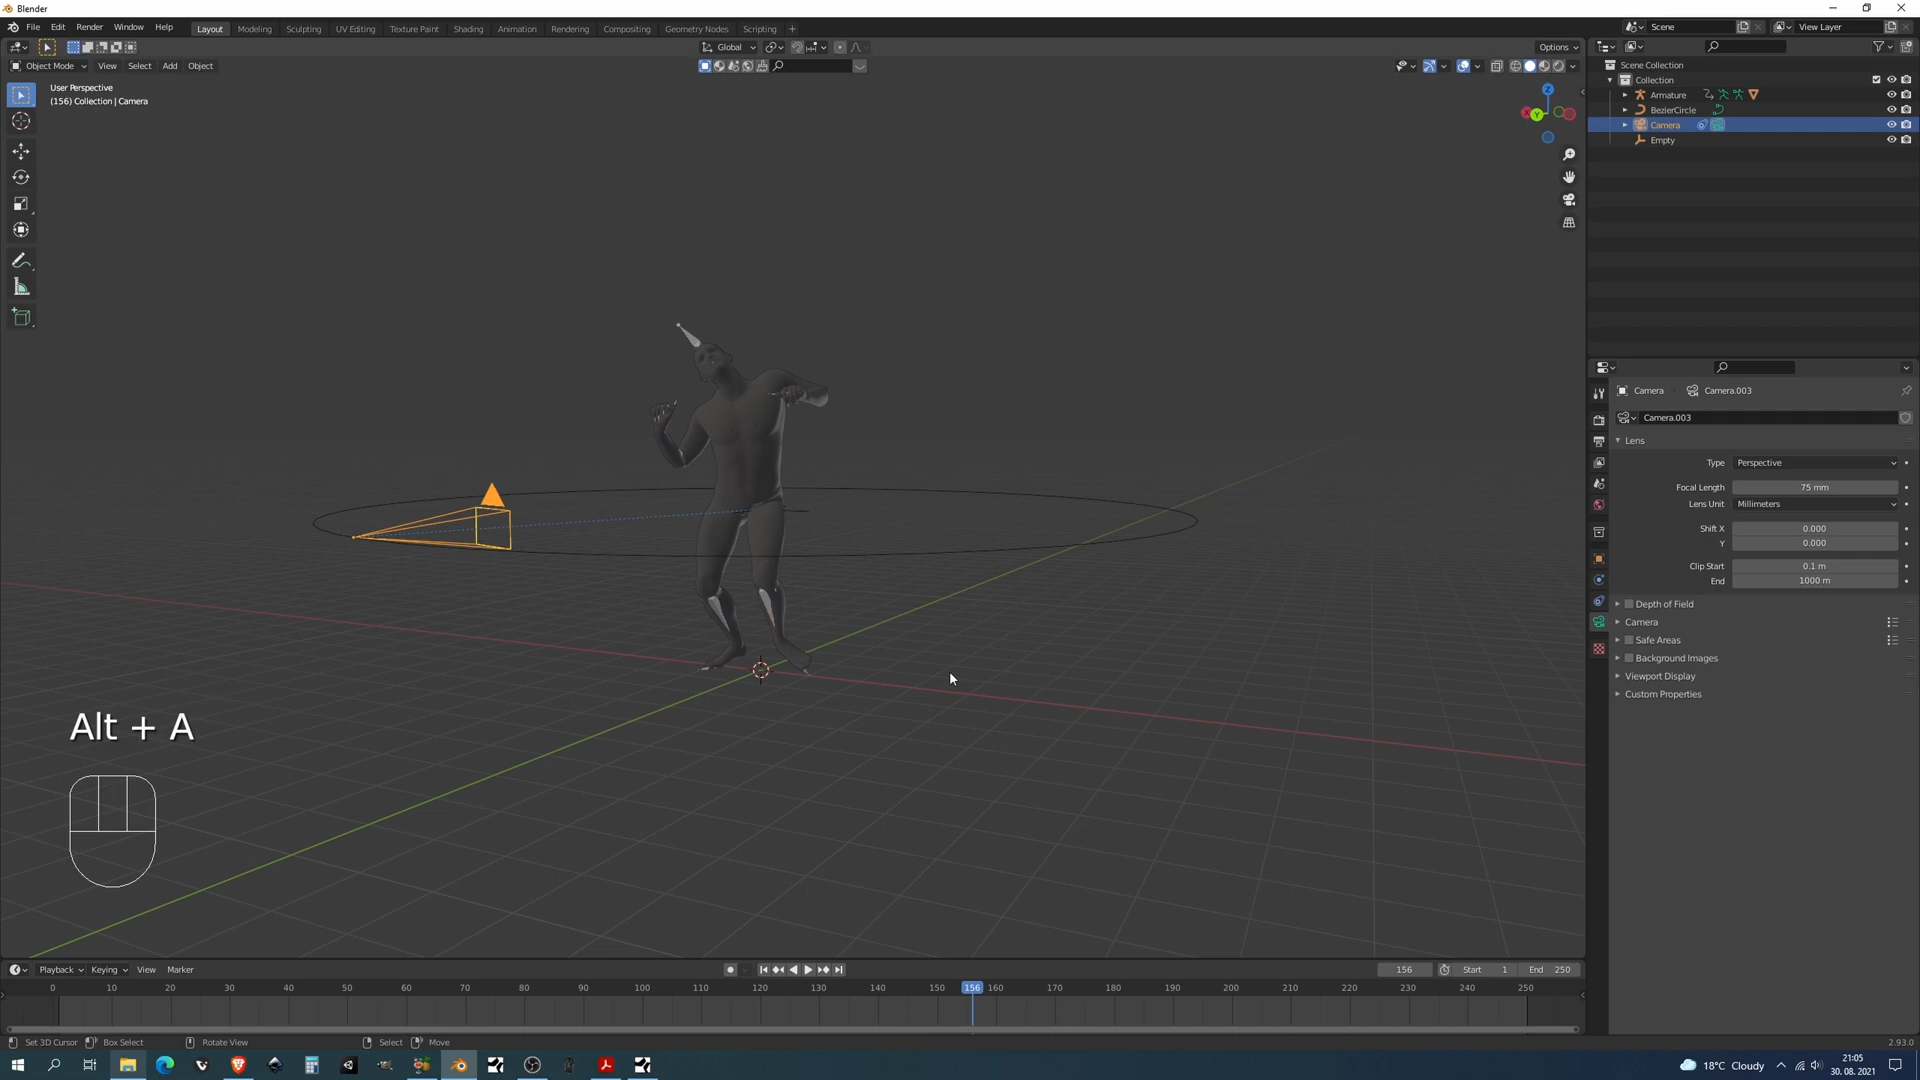 Blender
File Edit Render Window Help
Layout Modeling Sculpting UV Editing Texture Paint Shading Animation Rendering Compositing Geometry Nodes Scripting +
Scene
View Layer
Global
Options
Object Mode View Select Add Object
User Perspective
(156) Collection | Camera
Z
X
Y
Scene Collection
Collection
Armature
BezierCircle
Camera
Empty
Camera Camera.003
Camera.003
Lens
Type Perspective
Focal Length 75 mm
Lens Unit Millimeters
Shift X 0.000
Y 0.000
Clip Start 0.1 m
End 1000 m
Depth of Field
Camera
Safe Areas
Background Images
Viewport Display
Custom Properties
Alt + A
Playback Keying View Marker
156 Start 1 End 250
0 10 20 30 40 50 60 70 80 90 100 110 120 130 140 150 156 160 170 180 190 200 210 220 230 240 250
Set 3D Cursor Box Select Rotate View Select Move
2.93.0
18°C Cloudy
21:05
30. 08. 2021